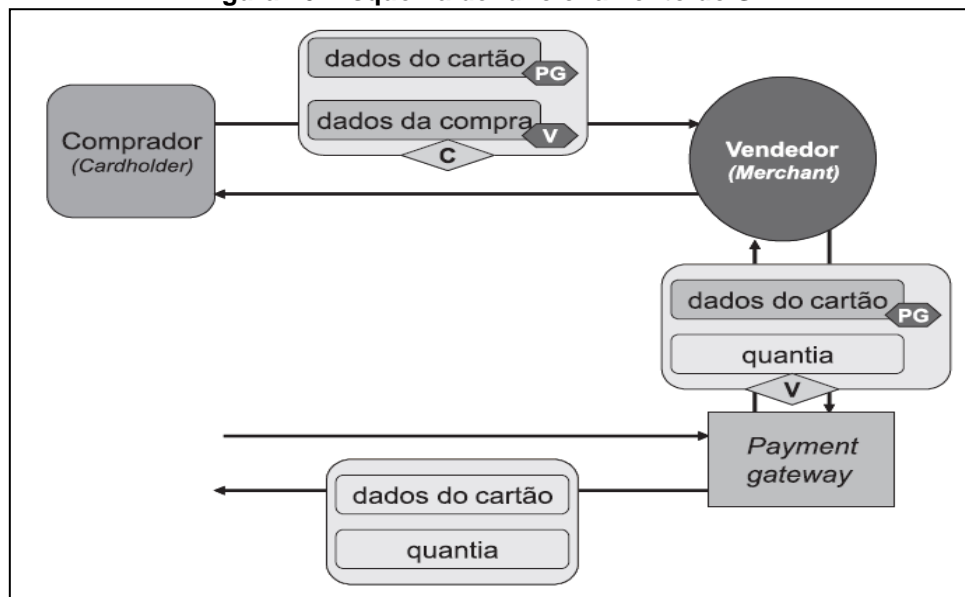 dados do cartão
PG
dados da compra
V
C
Comprador
(Cardholder)
Vendedor
(Merchant)
dados do cartão
PG
quantia
V
Payment
gateway
dados do cartão
quantia